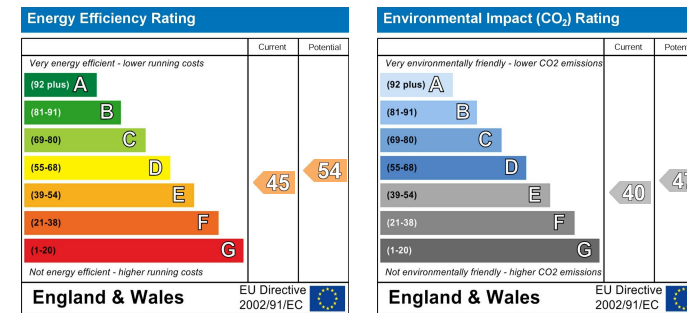 Energy Efficiency Rating
Current Potential
Very energy efficient - lower running costs
(92 plus) A
(81-91) B
(69-80) C
(55-68) D
(39-54) E
(21-38) F
(1-20) G
45
54
Not energy efficient - higher running costs
England & Wales
EU Directive
2002/91/EC
Environmental Impact (CO₂) Rating
Current
Very environmentally friendly - lower CO2 emissions
(92 plus) A
(81-91) B
(69-80) C
(55-68) D
(39-54) E
(21-38) F
(1-20) G
40
Not environmentally friendly - higher CO2 emissions
England & Wales
EU Directive
2002/91/EC